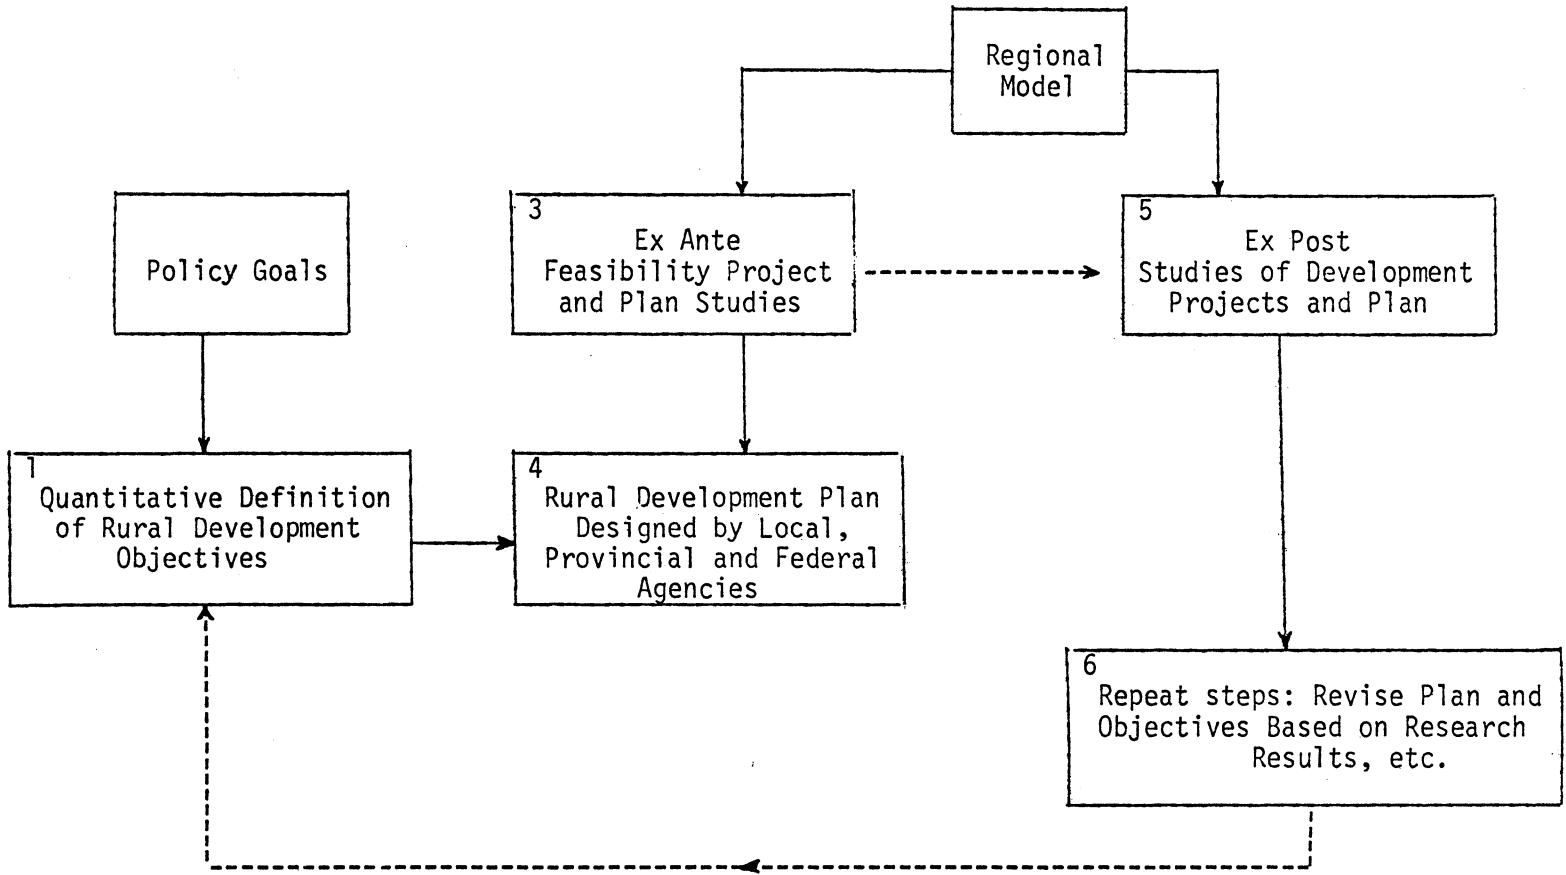 Regional
Model
Policy Goals
3
Ex Ante
Feasibility Project
and Plan Studies
5
Ex Post
Studies of Development
Projects and Plan
1
Quantitative Definition
of Rural Development
Objectives
4
Rural Development Plan
Designed by Local,
Provincial and Federal
Agencies
6
Repeat steps: Revise Plan and
Objectives Based on Research
Results, etc.